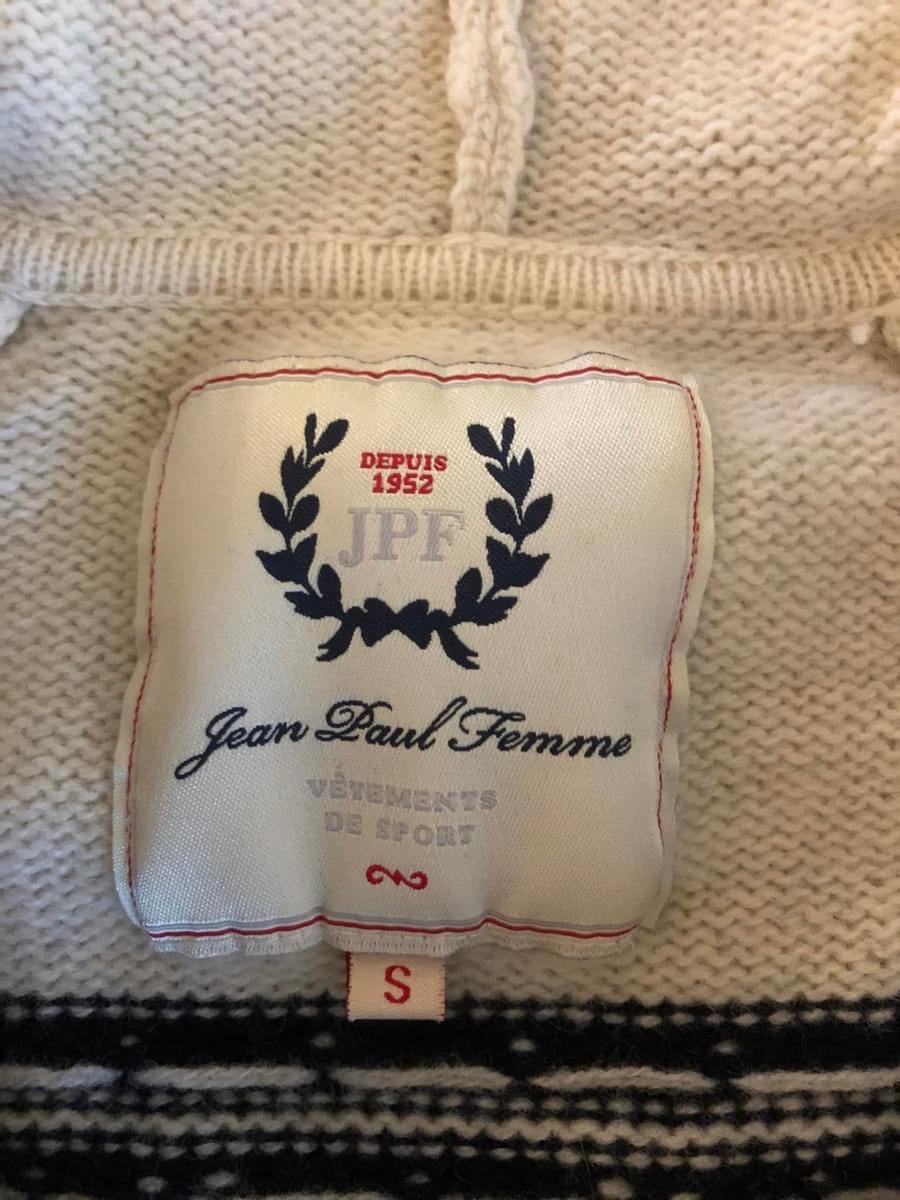 DEPUIS
1952
JPF
Jean Paul Femme
VÊTEMENTS
DE SPORT
S